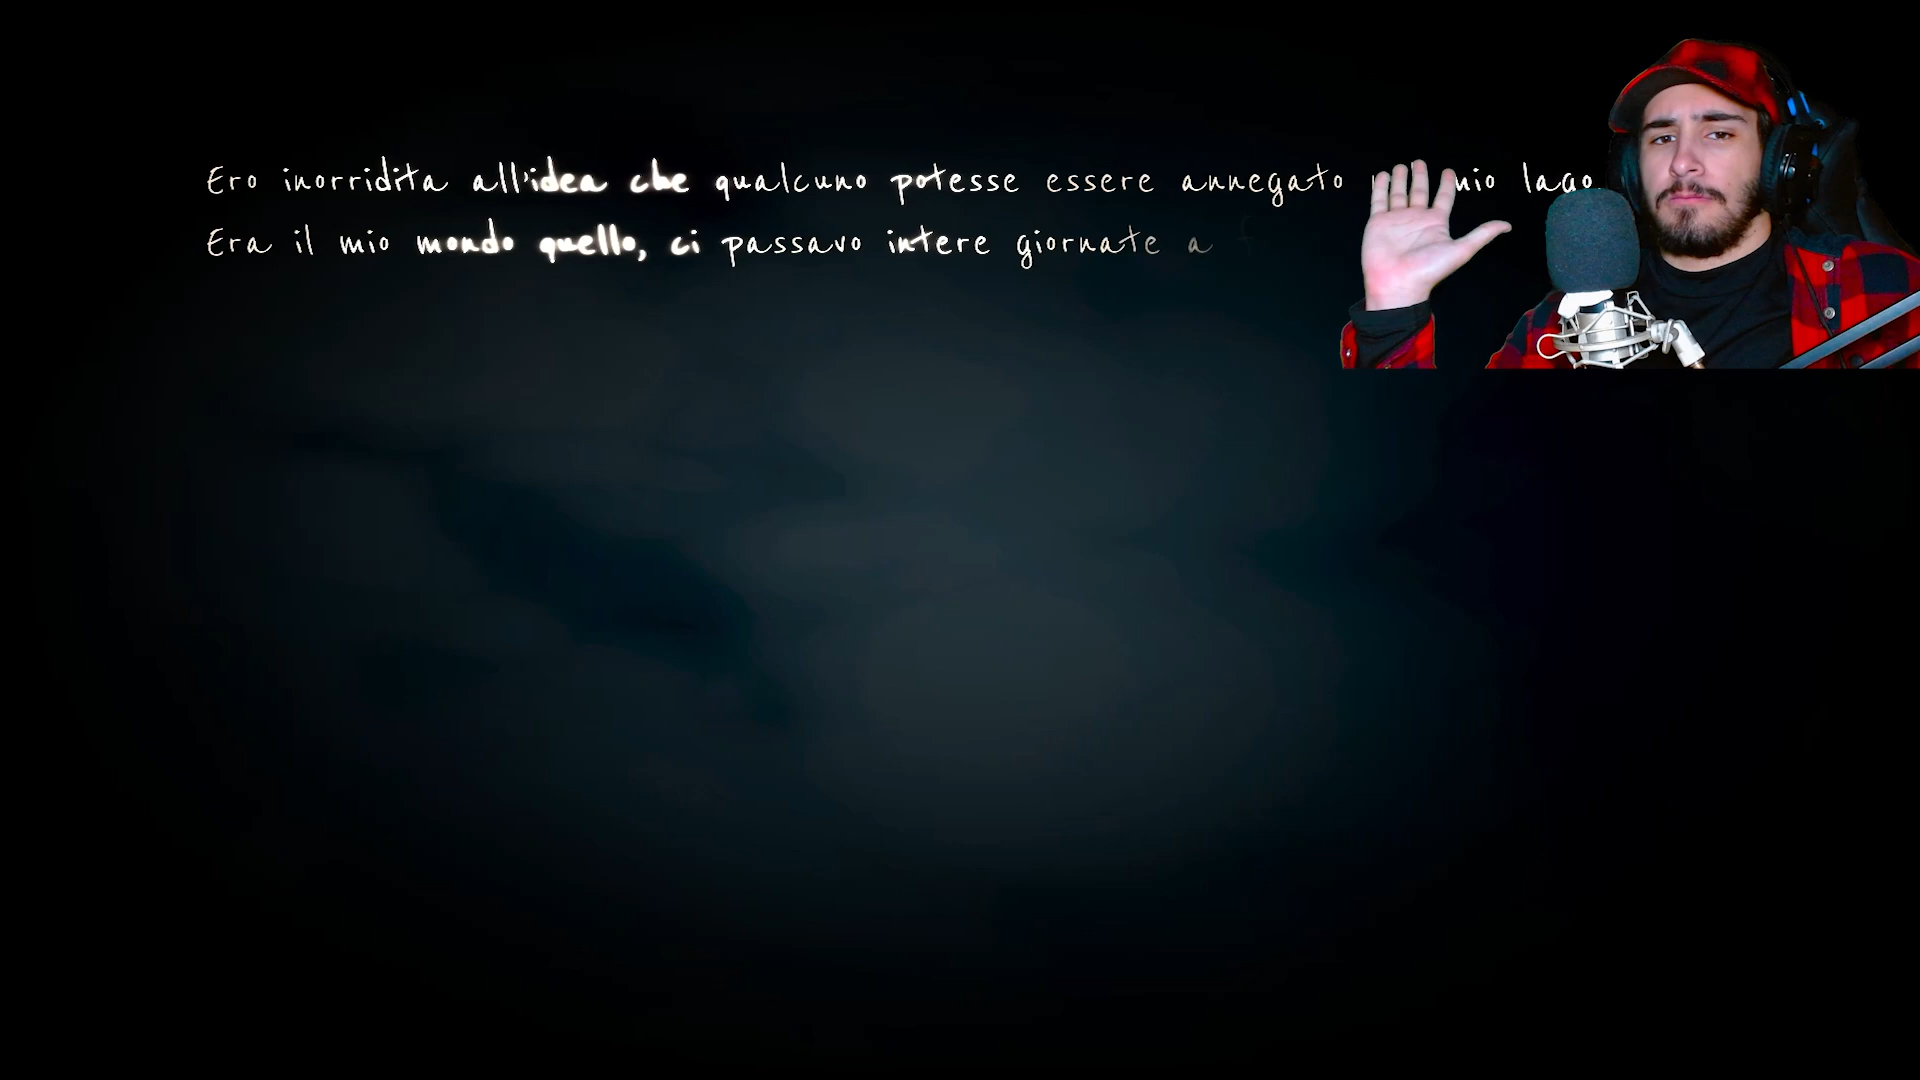 Ero inorridita all'idea che qualcuno potesse essere annegato mio lago.
Era il mio mondo quello, ci passavo intere giornate a f